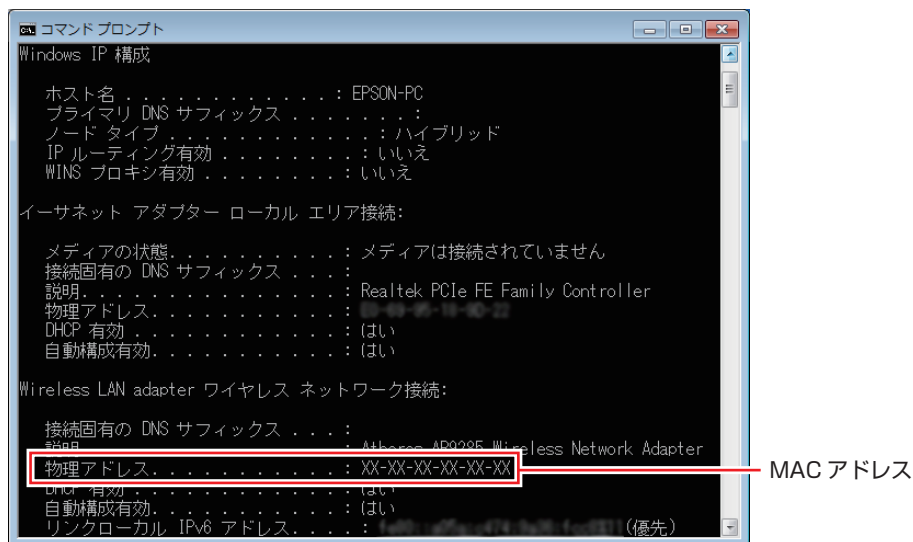 コマンド プロンプト
Windows IP 構成
ホスト名 . . . . . . . . . . . . : EPSON-PC
プライマリ DNS サフィックス . . . . . . . :
ノード タイプ . . . . . . . . . . . . : ハイブリッド
IP ルーティング有効 . . . . . . . . : いいえ
WINS プロキシ有効 . . . . . . . . : いいえ
イーサネット アダプター ローカル エリア接続:
メディアの状態. . . . . . . . . . . : メディアは接続されていません
接続固有の DNS サフィックス . . . :
説明. . . . . . . . . . . . . . . : Realtek PCIe FE Family Controller
物理アドレス. . . . . . . . . . . :
DHCP 有効 . . . . . . . . . . . . : はい
自動構成有効. . . . . . . . . . . : はい
Wireless LAN adapter ワイヤレス ネットワーク接続:
接続固有の DNS サフィックス . . . :
説明. . . . . . . . . . . . . . . : Atheros AR9285 Wireless Network Adapter
物理アドレス. . . . . . . . . . . : XX-XX-XX-XX-XX-XX
MAC アドレス
DHCP 有効 . . . . . . . . . . . . : はい
自動構成有効. . . . . . . . . . . : はい
リンクローカル IPv6 アドレス. . . . : (優先)